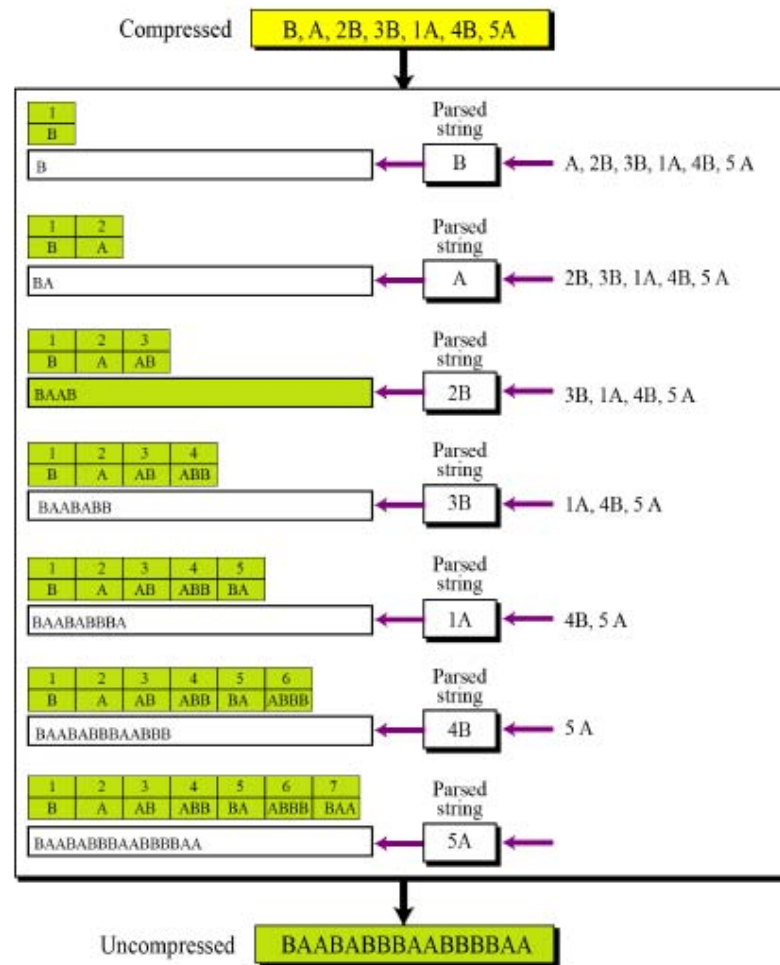 Compressed B, A, 2B, 3B, 1A, 4B, 5A
1
B
Parsed
string
B
B
A, 2B, 3B, 1A, 4B, 5 A
1 2
B A
Parsed
string
BA
A
2B, 3B, 1A, 4B, 5 A
1 2 3
B A AB
Parsed
string
BAAB
2B
3B, 1A, 4B, 5 A
1 2 3 4
B A AB ABB
Parsed
string
BAABABB
3B
1A, 4B, 5 A
1 2 3 4 5
B A AB ABB BA
Parsed
string
BAABABBBA
1A
4B, 5 A
1 2 3 4 5 6
B A AB ABB BA ABBB
Parsed
string
BAABABBBAABBB
4B
5 A
1 2 3 4 5 6 7
B A AB ABB BA ABBB BAA
Parsed
string
BAABABBBAABBBBAA
5A
Uncompressed BAABABBBAABBBBAA